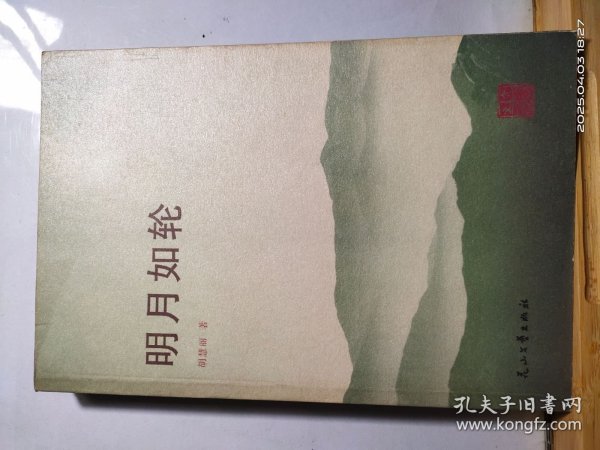 明月如轮
胡慧丽 著
花山文艺出版社
2025.04.03 18:27
孔夫子旧书网
www.kongfz.com